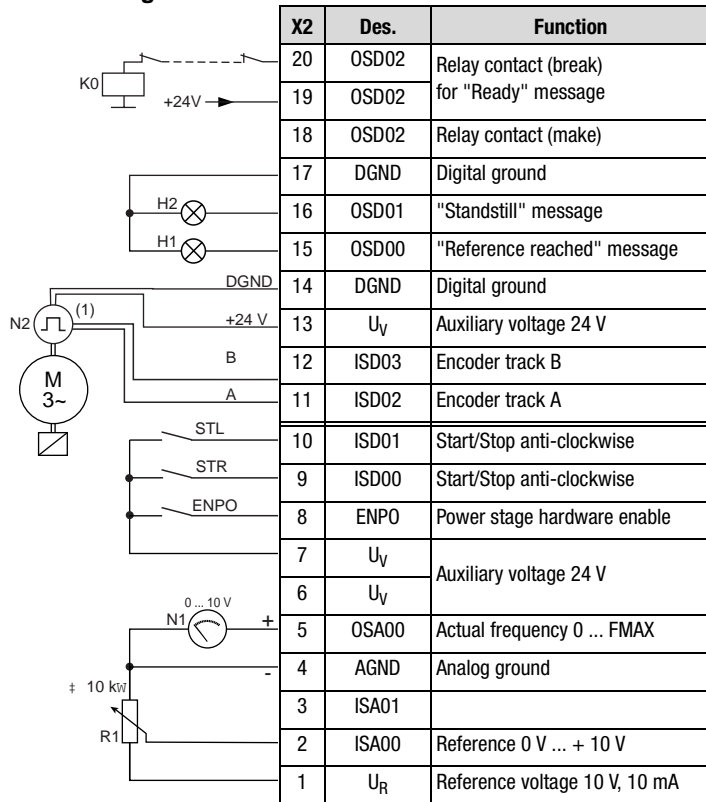 X2 Des. Function
20 OSD02 Relay contact (break)
for "Ready" message
K0
+24V 19 OSD02
18 OSD02 Relay contact (make)
17 DGND Digital ground
H2 16 OSD01 "Standstill" message
H1 15 OSD00 "Reference reached" message
DGND 14 DGND Digital ground
N2 (1) +24 V 13 UV Auxiliary voltage 24 V
B 12 ISD03 Encoder track B
M
3~
A 11 ISD02 Encoder track A
STL 10 ISD01 Start/Stop anti-clockwise
STR 9 ISD00 Start/Stop anti-clockwise
ENPO 8 ENPO Power stage hardware enable
7 UV Auxiliary voltage 24 V
6 UV
0 ... 10 V
N1 + 5 OSA00 Actual frequency 0 ... FMAX
- 4 AGND Analog ground
‡ 10 kW
3 ISA01
R1 2 ISA00 Reference 0 V ... + 10 V
1 UR Reference voltage 10 V, 10 mA